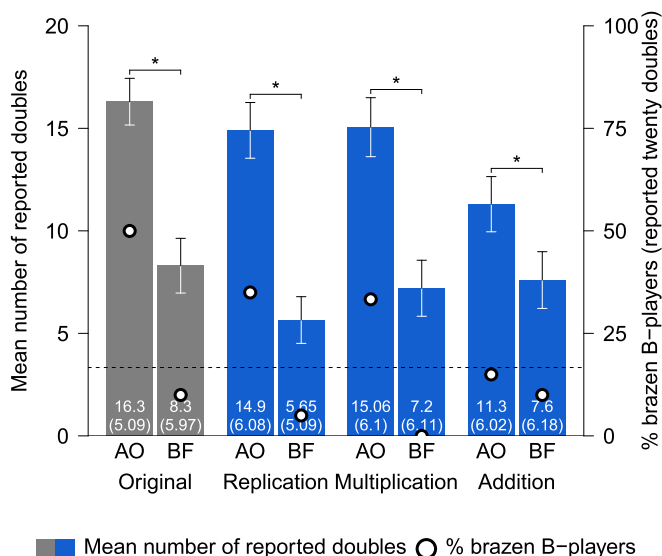 20
15
10
5
0
Mean number of reported doubles
100
75
50
25
0
% brazen B−players (reported twenty doubles)
* * * *
16.3 8.3 14.9 5.65 15.06 7.2 11.3 7.6
(5.09) (5.97) (6.08) (5.09) (6.1) (6.11) (6.02) (6.18)
AO BF AO BF AO BF AO BF
Original Replication Multiplication Addition
Mean number of reported doubles % brazen B−players